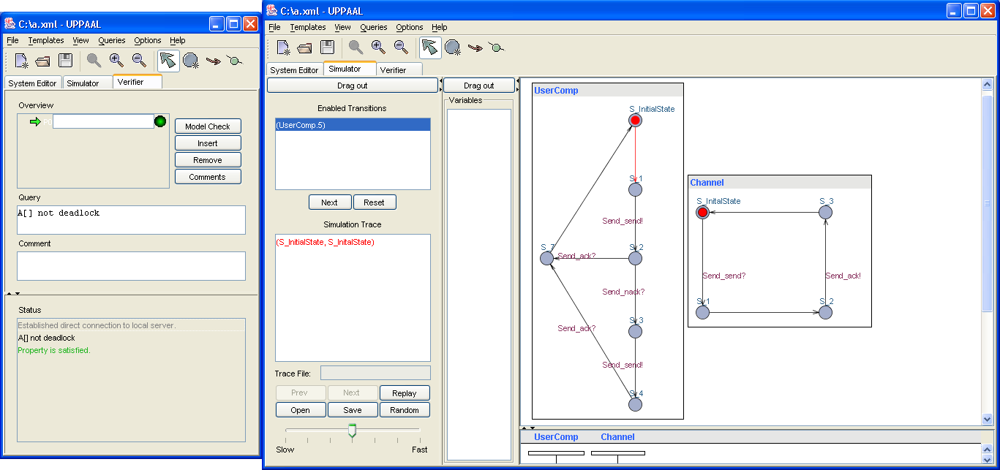 C:\a.xml - UPPAAL
File Templates View Queries Options Help
System Editor Simulator Verifier
Overview
Model Check
Insert
Remove
Comments
Query
A[] not deadlock
Comment
Status
Established direct connection to local server.
A[] not deadlock
Property is satisfied.
C:\a.xml - UPPAAL
File Templates View Queries Options Help
System Editor Simulator Verifier
Drag out
Enabled Transitions
(UserComp.5)
Next Reset
Simulation Trace
(S_InitialState, S_InitalState)
Trace File:
Prev Next Replay
Open Save Random
Slow Fast
Drag out
Variables
UserComp
S_InitialState
S_1
Send_send!
S_7
S_2
Send_ack?
Send_nack?
S_3
Send_ack?
Send_send!
S_4
Channel
S_InitalState
S_3
Send_send?
Send_ack!
S_1
S_2
UserComp Channel